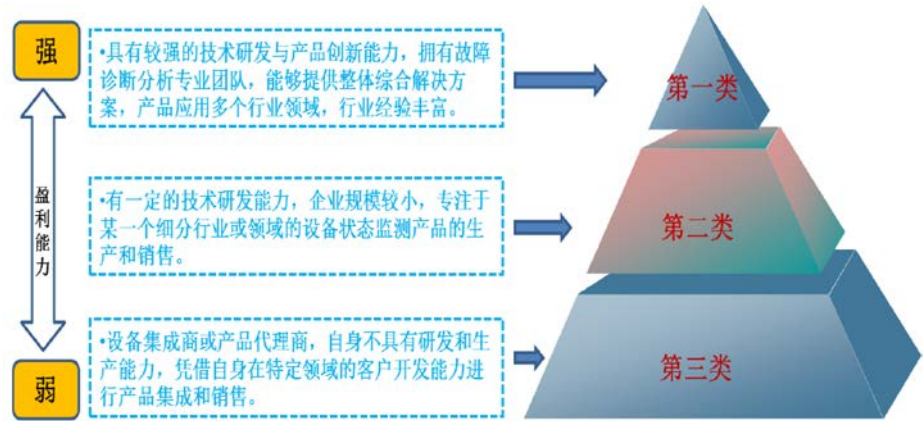 强
•具有较强的技术研发与产品创新能力，拥有故障
诊断分析专业团队，能够提供整体综合解决方
案，产品应用多个行业领域，行业经验丰富。
第一类
盈利能力
•有一定的技术研发能力，企业规模较小，专注于
某一个细分行业或领域的设备状态监测产品的生
产和销售。
第二类
弱
•设备集成商或产品代理商，自身不具有研发和生
产能力，凭借自身在特定领域的客户开发能力进
行产品集成和销售。
第三类